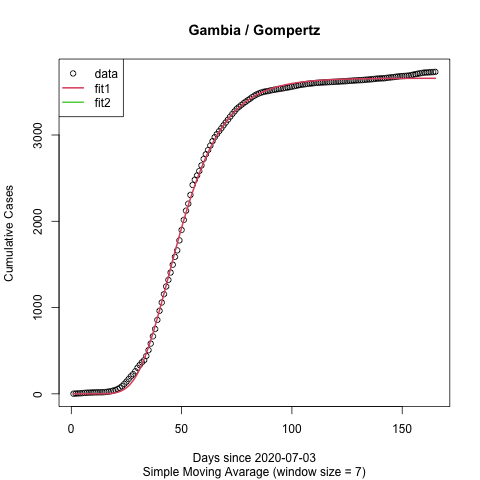 Gambia / Gompertz
data
fit1
fit2
Cumulative Cases
3000
2000
1000
0
0 50 100 150
Days since 2020-07-03
Simple Moving Avarage (window size = 7)